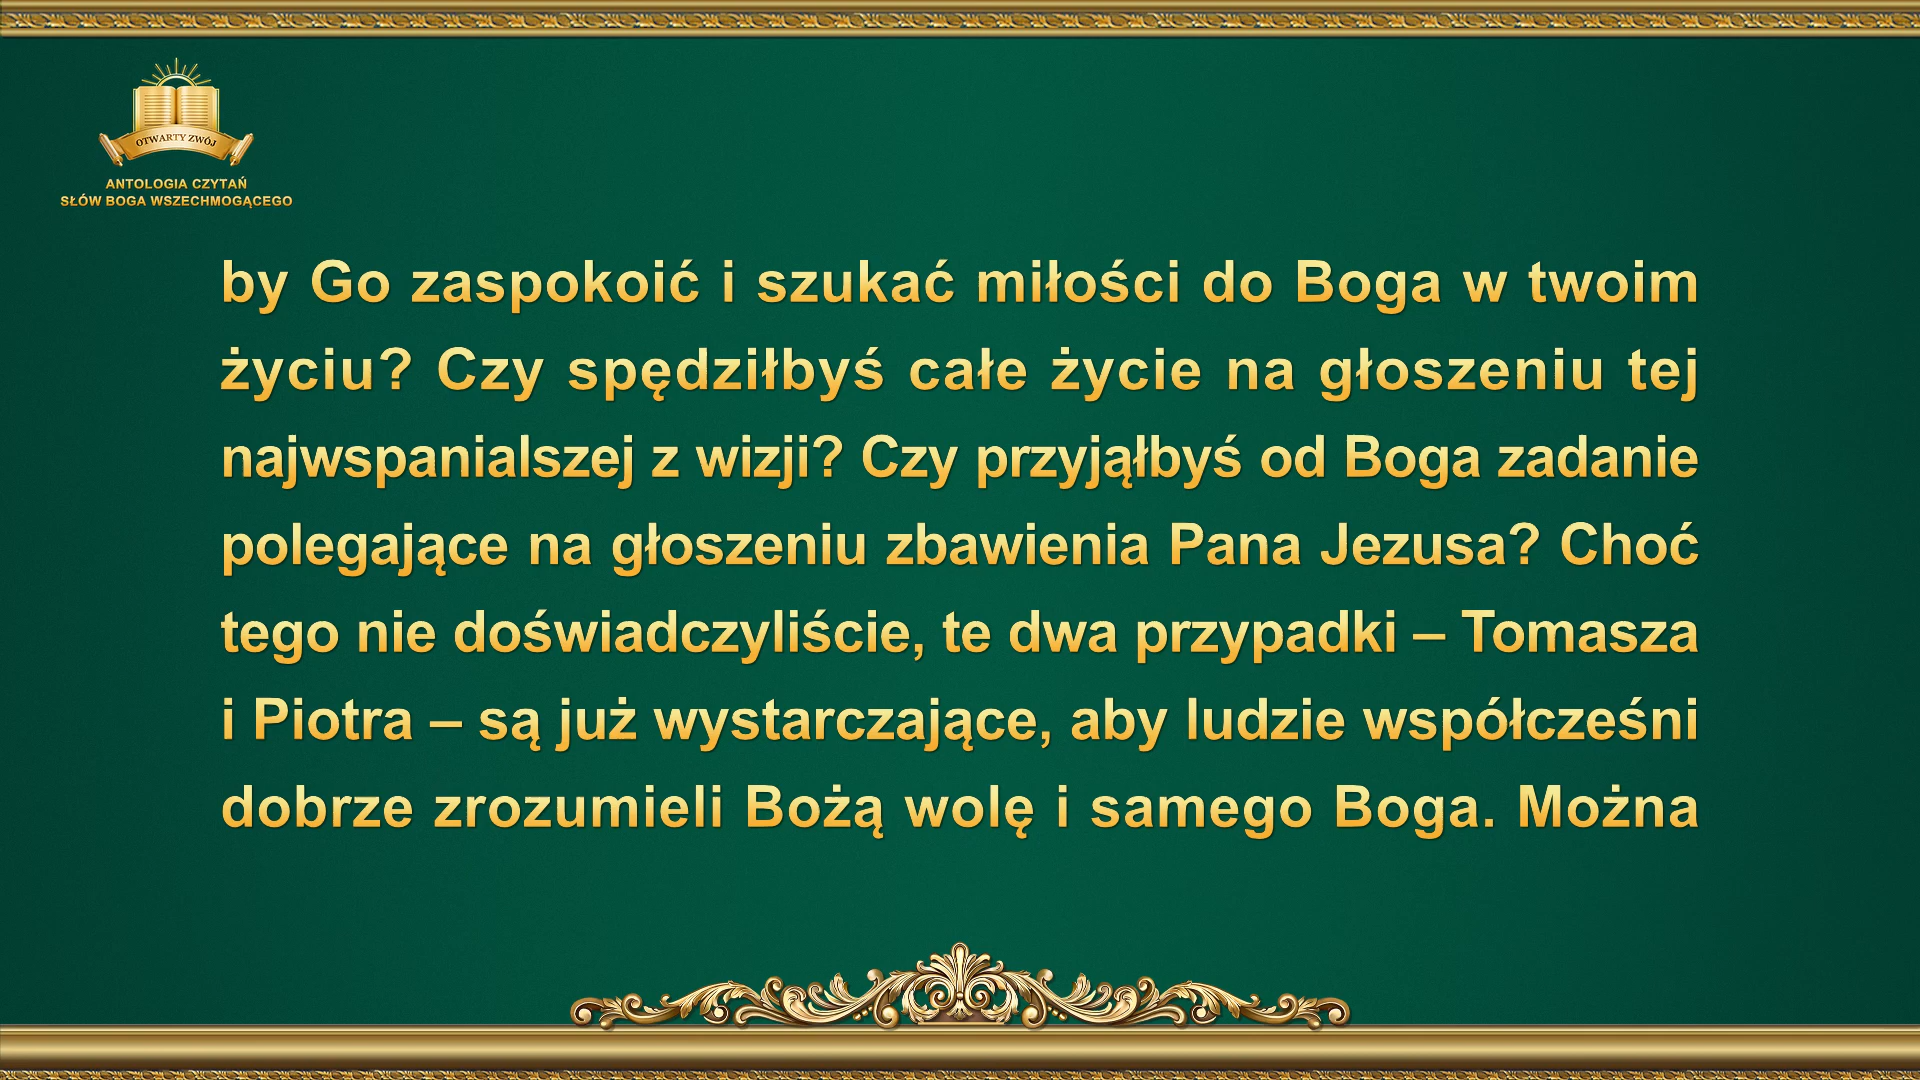 OTWARTY ZWÓJ
ANTOLOGIA CZYTAŃ
SŁÓW BOGA WSZECHMOGĄCEGO
by Go zaspokoić i szukać miłości do Boga w twoim
życiu? Czy spędziłbyś całe życie na głoszeniu tej
najwspanialszej z wizji? Czy przyjąłbyś od Boga zadanie
polegające na głoszeniu zbawienia Pana Jezusa? Choć
tego nie doświadczyliście, te dwa przypadki – Tomasza
i Piotra – są już wystarczające, aby ludzie współcześni
dobrze zrozumieli Bożą wolę i samego Boga. Można